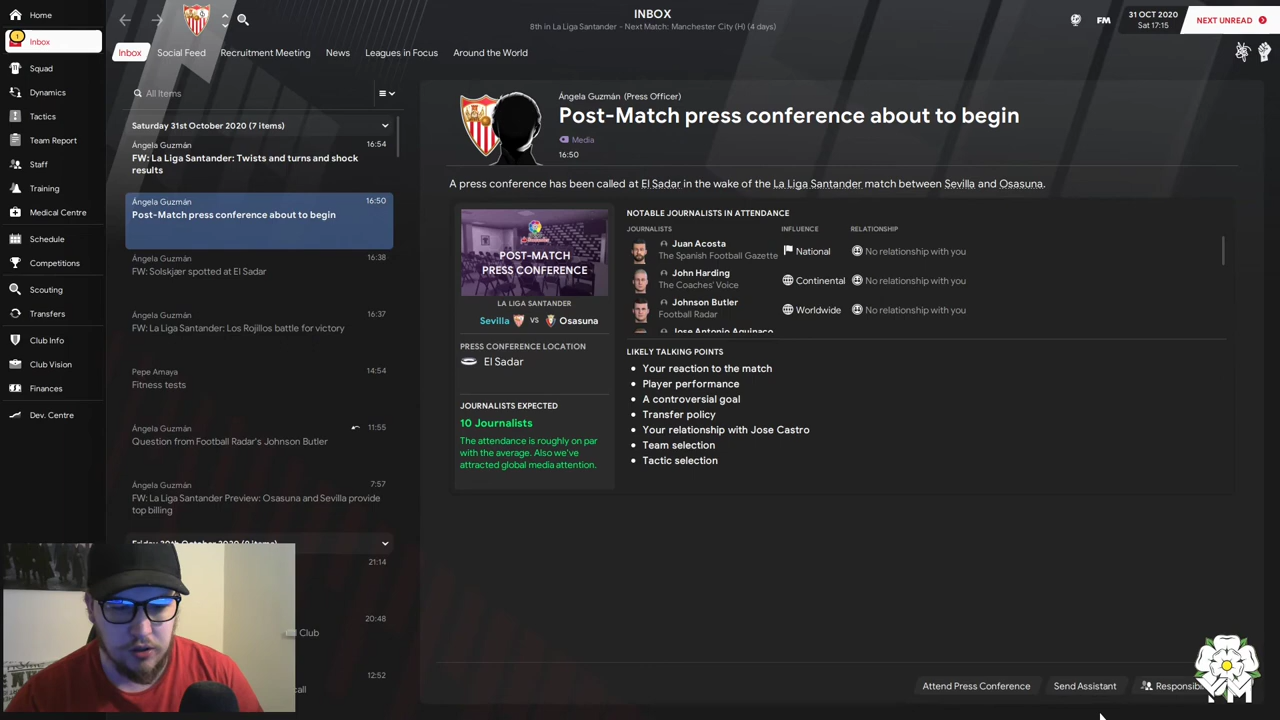 INBOX
8th in La Liga Santander - Next Match: Manchester City (H) (4 days)
FM
31 OCT 2020
Sat 17:15
NEXT UNREAD
Home
1
Inbox
Squad
Dynamics
Tactics
Team Report
Staff
Training
Medical Centre
Schedule
Competitions
Scouting
Transfers
Club Info
Club Vision
Finances
Dev. Centre
Inbox
Social Feed
Recruitment Meeting
News
Leagues in Focus
Around the World
All Items
Saturday 31st October 2020 (7 items)
Ángela Guzmán 16:54
FW: La Liga Santander: Twists and turns and shock
results
Ángela Guzmán 16:50
Post-Match press conference about to begin
Ángela Guzmán 16:38
FW: Solskjær spotted at El Sadar
Ángela Guzmán 16:37
FW: La Liga Santander: Los Rojillos battle for victory
Pepe Amaya 14:54
Fitness tests
Ángela Guzmán 11:55
Question from Football Radar's Johnson Butler
Ángela Guzmán 7:57
FW: La Liga Santander Preview: Osasuna and Sevilla provide
top billing
Friday 30th October 2020
21:14
20:48
Club
12:52
Ángela Guzmán (Press Officer)
Post-Match press conference about to begin
Media
16:50
A press conference has been called at El Sadar in the wake of the La Liga Santander match between Sevilla and Osasuna.
POST-MATCH
PRESS CONFERENCE
LA LIGA SANTANDER
Sevilla VS Osasuna
PRESS CONFERENCE LOCATION
El Sadar
JOURNALISTS EXPECTED
10 Journalists
The attendance is roughly on par
with the average. Also we've
attracted global media attention.
NOTABLE JOURNALISTS IN ATTENDANCE
JOURNALISTS INFLUENCE RELATIONSHIP
Juan Acosta
The Spanish Football Gazette
National
No relationship with you
John Harding
The Coaches' Voice
Continental
No relationship with you
Johnson Butler
Football Radar
Worldwide
No relationship with you
Jose Antonio
LIKELY TALKING POINTS
Your reaction to the match
Player performance
A controversial goal
Transfer policy
Your relationship with Jose Castro
Team selection
Tactic selection
Attend Press Conference
Send Assistant